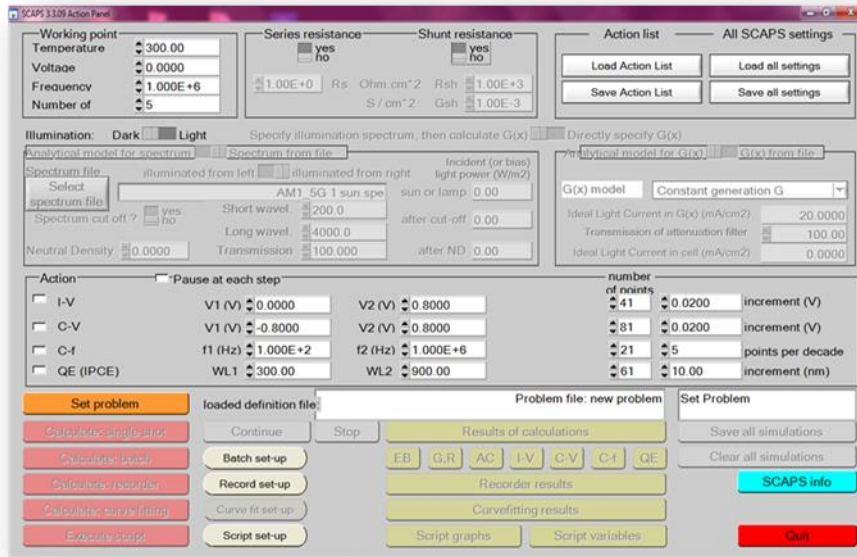 SCAPS 3.3.09 Action Panel
Working point
Temperature 300.00
Voltage 0.0000
Frequency 1.000E+6
Number of 5
Series resistance Shunt resistance
yes yes
no no
1.00E+0 Rs Ohm.cm^2 Rsh 1.00E+3
S / cm^2 Gsh 1.00E-3
Action list All SCAPS settings
Load Action List Load all settings
Save Action List Save all settings
Illumination: Dark Light Specify illumination spectrum, then calculate G(x) Directly specify G(x)
Analytical model for spectrum Spectrum from file
Spectrum file illuminated from left illuminated from right Incident (or bias)
light power (W/m2)
Select
spectrum file AM1_5G 1 sun.spe sun or lamp 0.00
Spectrum cut off ? yes Short wavel. 200.0
no Long wavel. 4000.0 after cut-off 0.00
Neutral Density 0.0000 Transmission 100.000 after ND 0.00
Analytical model for G(x) G(x) from file
G(x) model Constant generation G
Ideal Light Current in G(x) (mA/cm2) 20.0000
Transmission of attenuation filter 100.00
Ideal Light Current in cell (mA/cm2) 0.0000
Action Pause at each step number
of points
I-V V1 (V) 0.0000 V2 (V) 0.8000 41 0.0200 increment (V)
C-V V1 (V) -0.8000 V2 (V) 0.8000 81 0.0200 increment (V)
C-f f1 (Hz) 1.000E+2 f2 (Hz) 1.000E+6 21 5 points per decade
QE (IPCE) WL1 300.00 WL2 900.00 61 10.00 increment (nm)
Set problem loaded definition file: Problem file: new problem Set Problem
Calculate: single shot Continue Stop Results of calculations Save all simulations
Calculate: batch Batch set-up EB G,R AC I-V C-V C-f QE Clear all simulations
Calculate: recorder Record set-up Recorder results SCAPS info
Calculate: curve fitting Curve fit set-up Curvefitting results
Execute script Script set-up Script graphs Script variables Quit